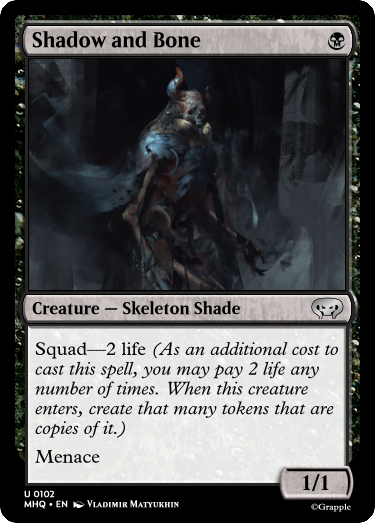 Shadow and Bone
Creature — Skeleton Shade
Squad—2 life (As an additional cost to
cast this spell, you may pay 2 life any
number of times. When this creature
enters, create that many tokens that are
copies of it.)
Menace
1/1
U 0102
MHQ • EN Vladimir Matyukhin
©Grapple